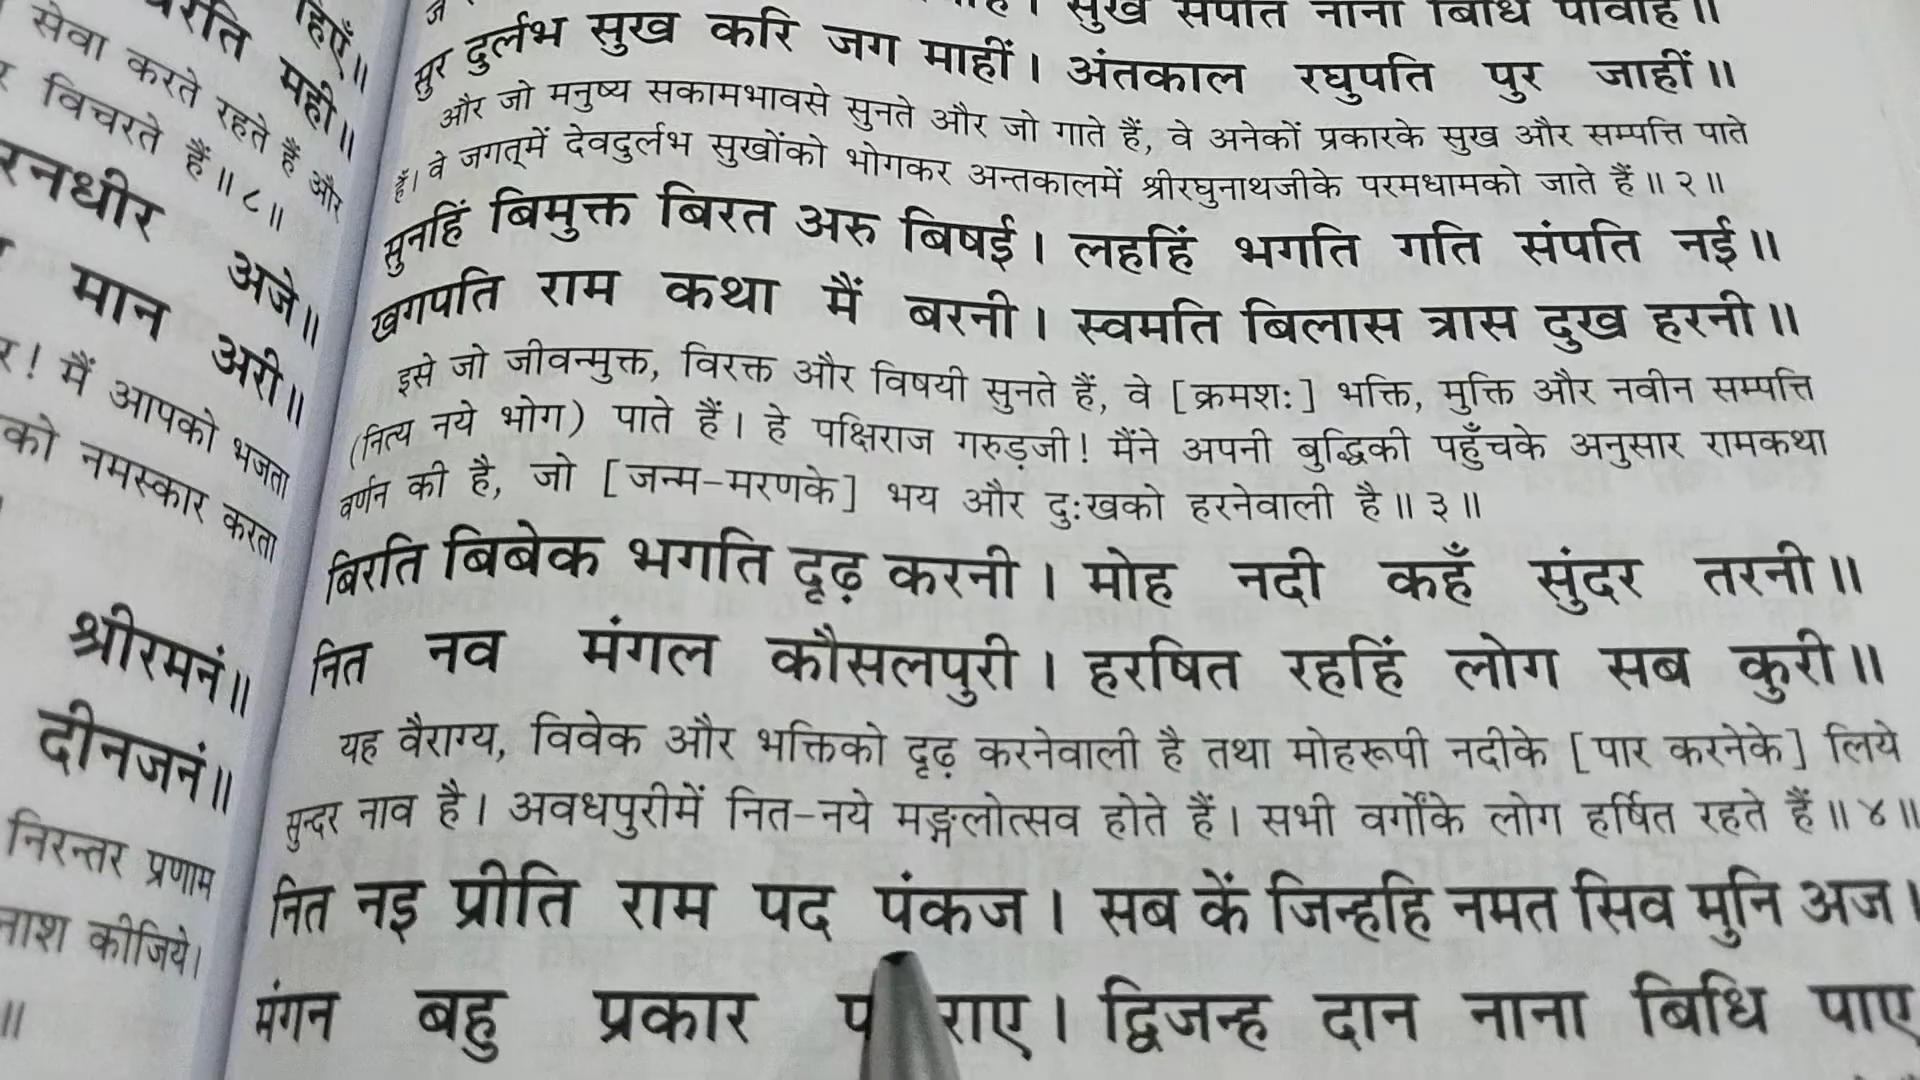 हिएँ॥
महीं॥
सेवा करते रहते हैं और
विचरते हैं॥८॥
रनधीर अजे॥
मान अरी॥
र! मैं आपको भजता
को नमस्कार करता
श्रीरमनं॥
दीनजनं॥
निरन्तर प्रणाम
नाश कीजिये।
॥
सुख संपति नाना बिधि पावहिं॥
सुर दुर्लभ सुख करि जग माहीं। अंतकाल रघुपति पुर जाहीं॥
और जो मनुष्य सकामभावसे सुनते और जो गाते हैं, वे अनेकों प्रकारके सुख और सम्पत्ति पाते
हैं। वे जगत्‌में देवदुर्लभ सुखोंको भोगकर अन्तकालमें श्रीरघुनाथजीके परमधामको जाते हैं॥२॥
सुनहिं बिमुक्त बिरत अरु बिषई। लहहिं भगति गति संपति नई॥
खगपति राम कथा मैं बरनी। स्वमति बिलास त्रास दुख हरनी॥
इसे जो जीवन्मुक्त, विरक्त और विषयी सुनते हैं, वे [क्रमशः] भक्ति, मुक्ति और नवीन सम्पत्ति
(नित्य नये भोग) पाते हैं। हे पक्षिराज गरुड़जी! मैंने अपनी बुद्धिकी पहुँचके अनुसार रामकथा
वर्णन की है, जो [जन्म-मरणके] भय और दुःखको हरनेवाली है॥३॥
बिरति बिबेक भगति दृढ़ करनी। मोह नदी कहँ सुंदर तरनी॥
नित नव मंगल कौसलपुरी। हरषित रहहिं लोग सब कुरी॥
यह वैराग्य, विवेक और भक्तिको दृढ़ करनेवाली है तथा मोहरूपी नदीके [पार करनेके] लिये
सुन्दर नाव है। अवधपुरीमें नित-नये मङ्गलोत्सव होते हैं। सभी वर्गोंके लोग हर्षित रहते हैं॥४॥
नित नइ प्रीति राम पद पंकज। सब कें जिन्हहि नमत सिव मुनि अज।
मंगन बहु प्रकार प राए। द्विजन्ह दान नाना बिधि पाए